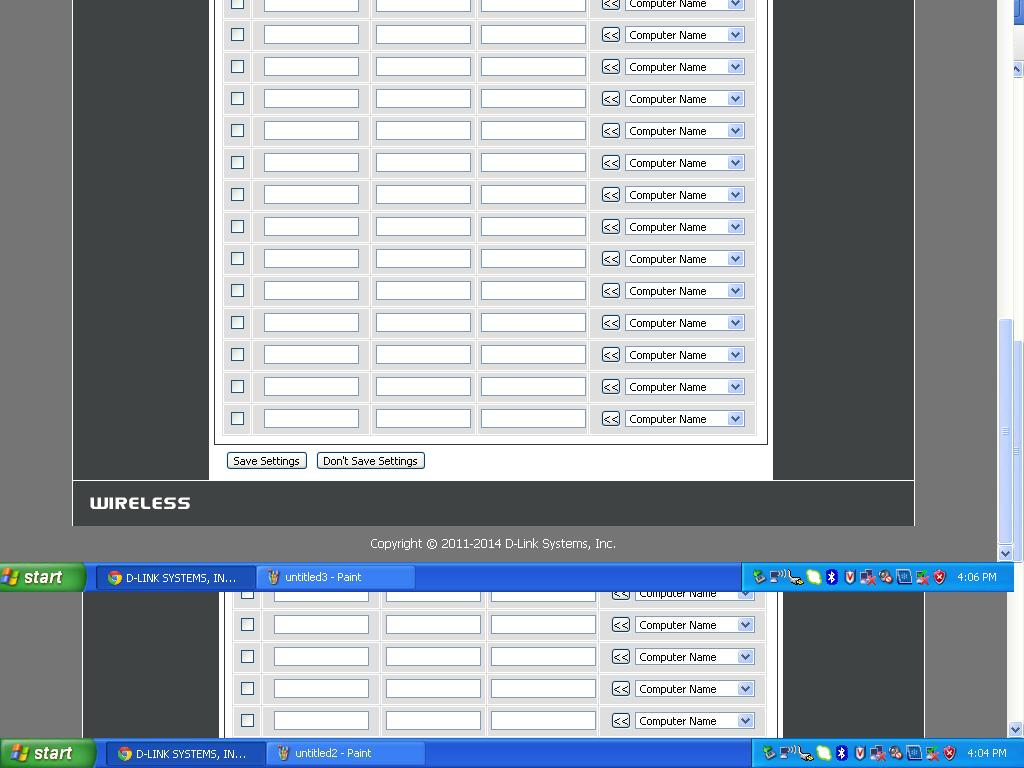 << Computer Name
<< Computer Name
<< Computer Name
<< Computer Name
<< Computer Name
<< Computer Name
<< Computer Name
<< Computer Name
<< Computer Name
<< Computer Name
<< Computer Name
<< Computer Name
<< Computer Name
<< Computer Name
Save Settings Don't Save Settings
WIRELESS
Copyright © 2011-2014 D-Link Systems, Inc.
start D-LINK SYSTEMS, IN... untitled3 - Paint 4:06 PM
<< Computer Name
<< Computer Name
<< Computer Name
<< Computer Name
<< Computer Name
start D-LINK SYSTEMS, IN... untitled2 - Paint 4:04 PM